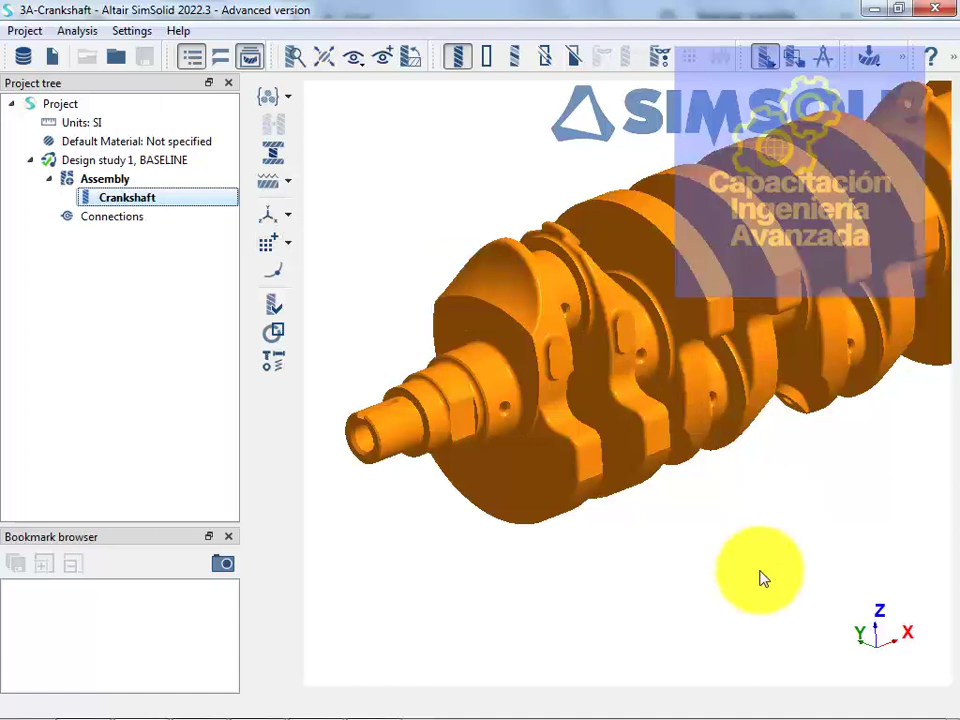 3A-Crankshaft - Altair SimSolid 2022.3 - Advanced version
Project Analysis Settings Help
Project tree
Project
Units: SI
Default Material: Not specified
Design study 1, BASELINE
Assembly
Crankshaft
Connections
SIMSOLI
Capacitación
Ingeniería
Avanzada
Bookmark browser
Z
Y
X